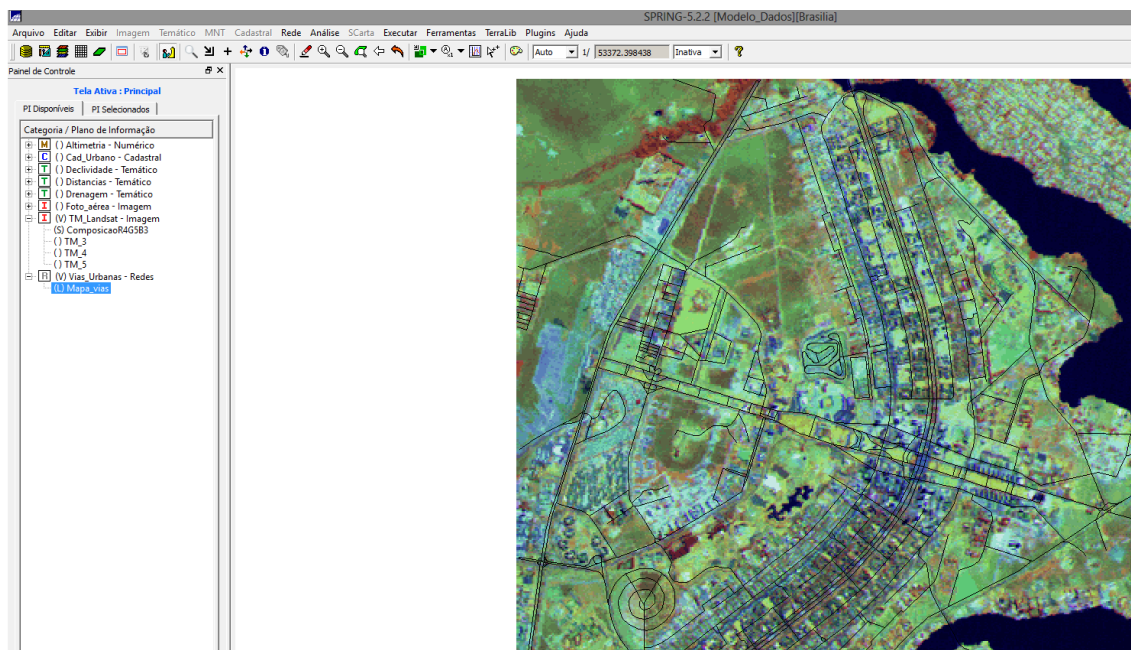 SPRING-5.2.2 [Modelo_Dados][Brasilia]
Arquivo Editar Exibir Imagem Temático MNT Cadastral Rede Análise SCarta Executar Ferramentas TerraLib Plugins Ajuda
Auto 1/ 53372.398438 Inativa
Painel de Controle
Tela Ativa : Principal
PI Disponíveis PI Selecionados
Categoria / Plano de Informação
M () Altimetria - Numérico
C () Cad_Urbano - Cadastral
T () Declividade - Temático
T () Distancias - Temático
T () Drenagem - Temático
I () Foto_aérea - Imagem
I (V) TM_Landsat - Imagem
(S) ComposicaoR4G5B3
() TM_3
() TM_4
() TM_5
R (V) Vias_Urbanas - Redes
(L) Mapa_vias